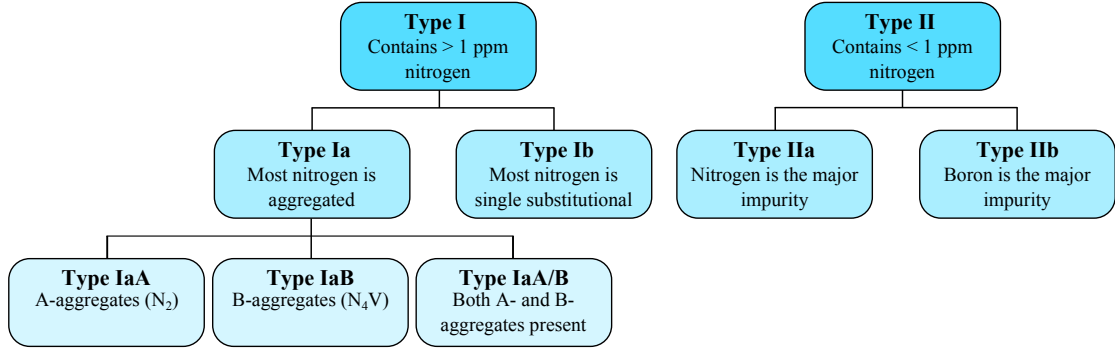 Type I
Contains > 1 ppm
nitrogen
Type II
Contains < 1 ppm
nitrogen
Type Ia
Most nitrogen is
aggregated
Type Ib
Most nitrogen is
single substitutional
Type IIa
Nitrogen is the major
impurity
Type IIb
Boron is the major
impurity
Type IaA
A-aggregates (N₂)
Type IaB
B-aggregates (N₄V)
Type IaA/B
Both A- and B-
aggregates present